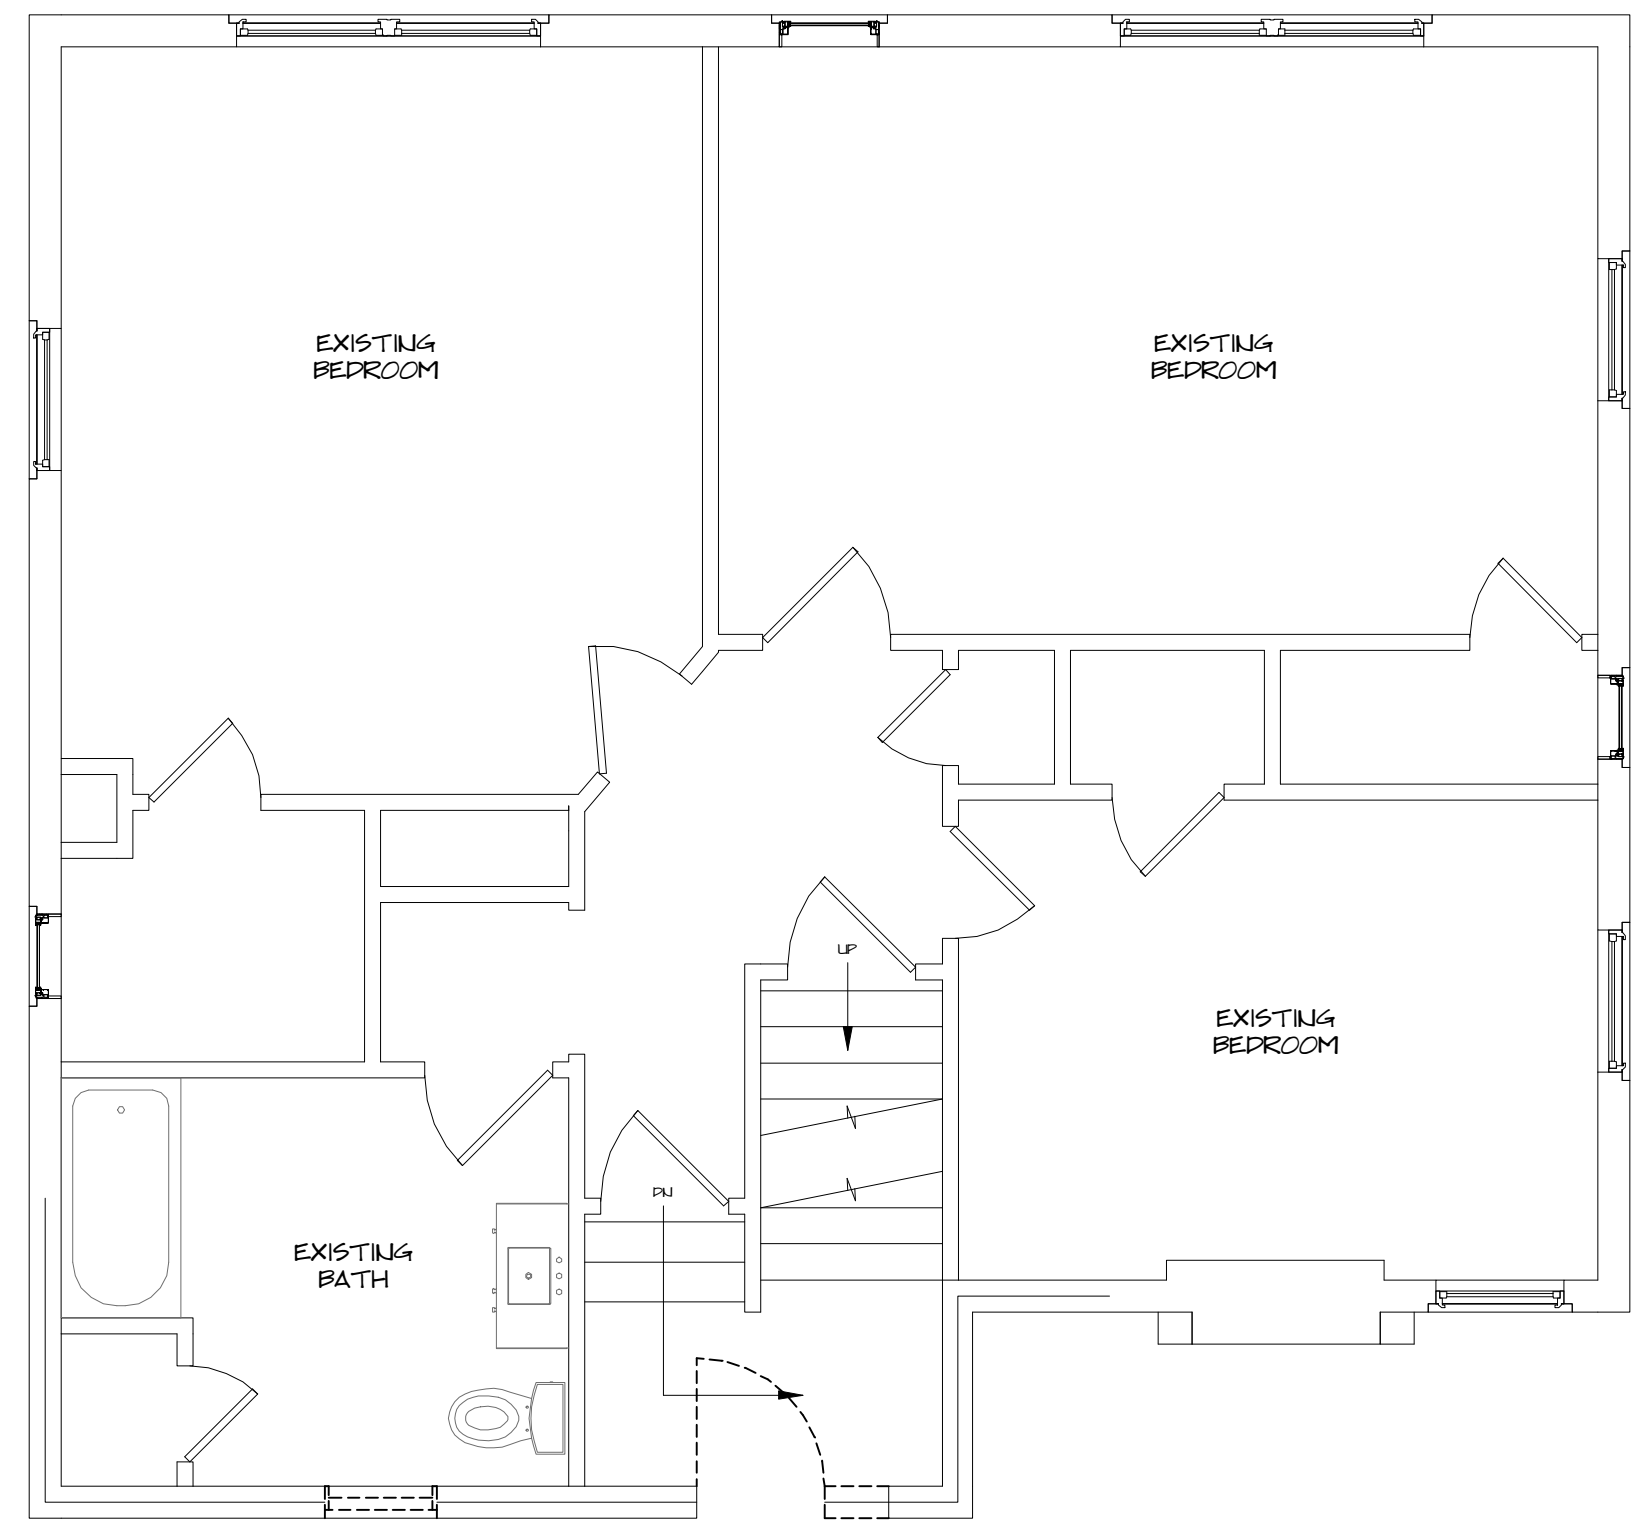 EXISTING
BEDROOM
EXISTING
BEDROOM
UP
EXISTING
BEDROOM
DN
EXISTING
BATH